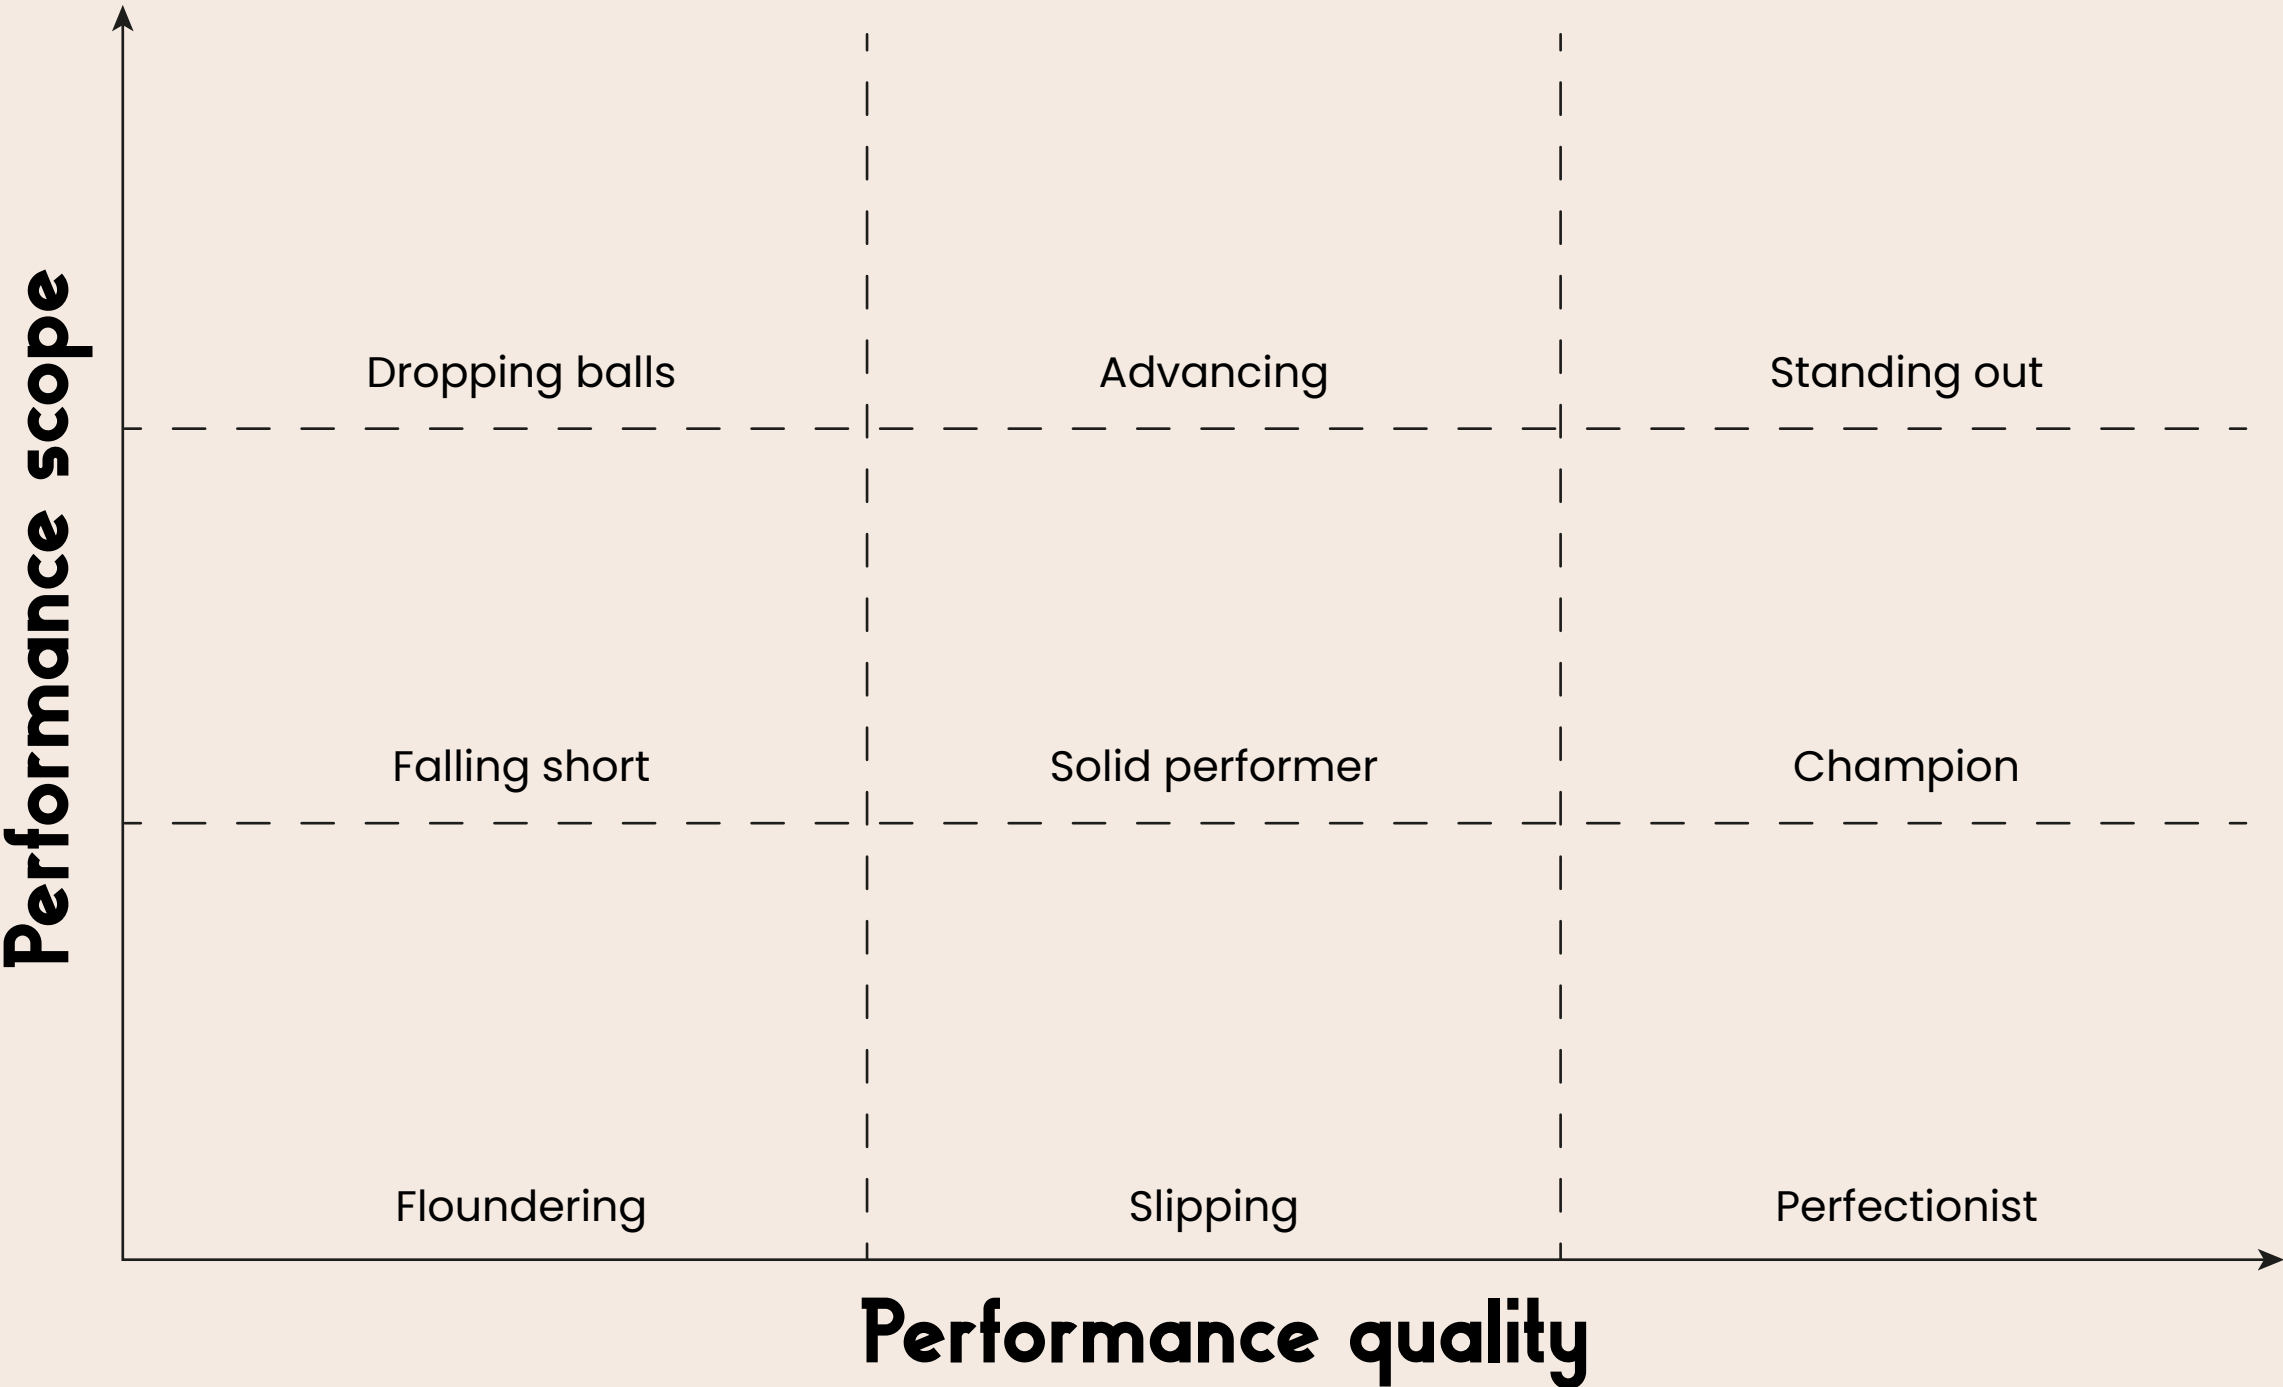 Performance scope
Dropping balls
Advancing
Standing out
Falling short
Solid performer
Champion
Floundering
Slipping
Perfectionist
Performance quality